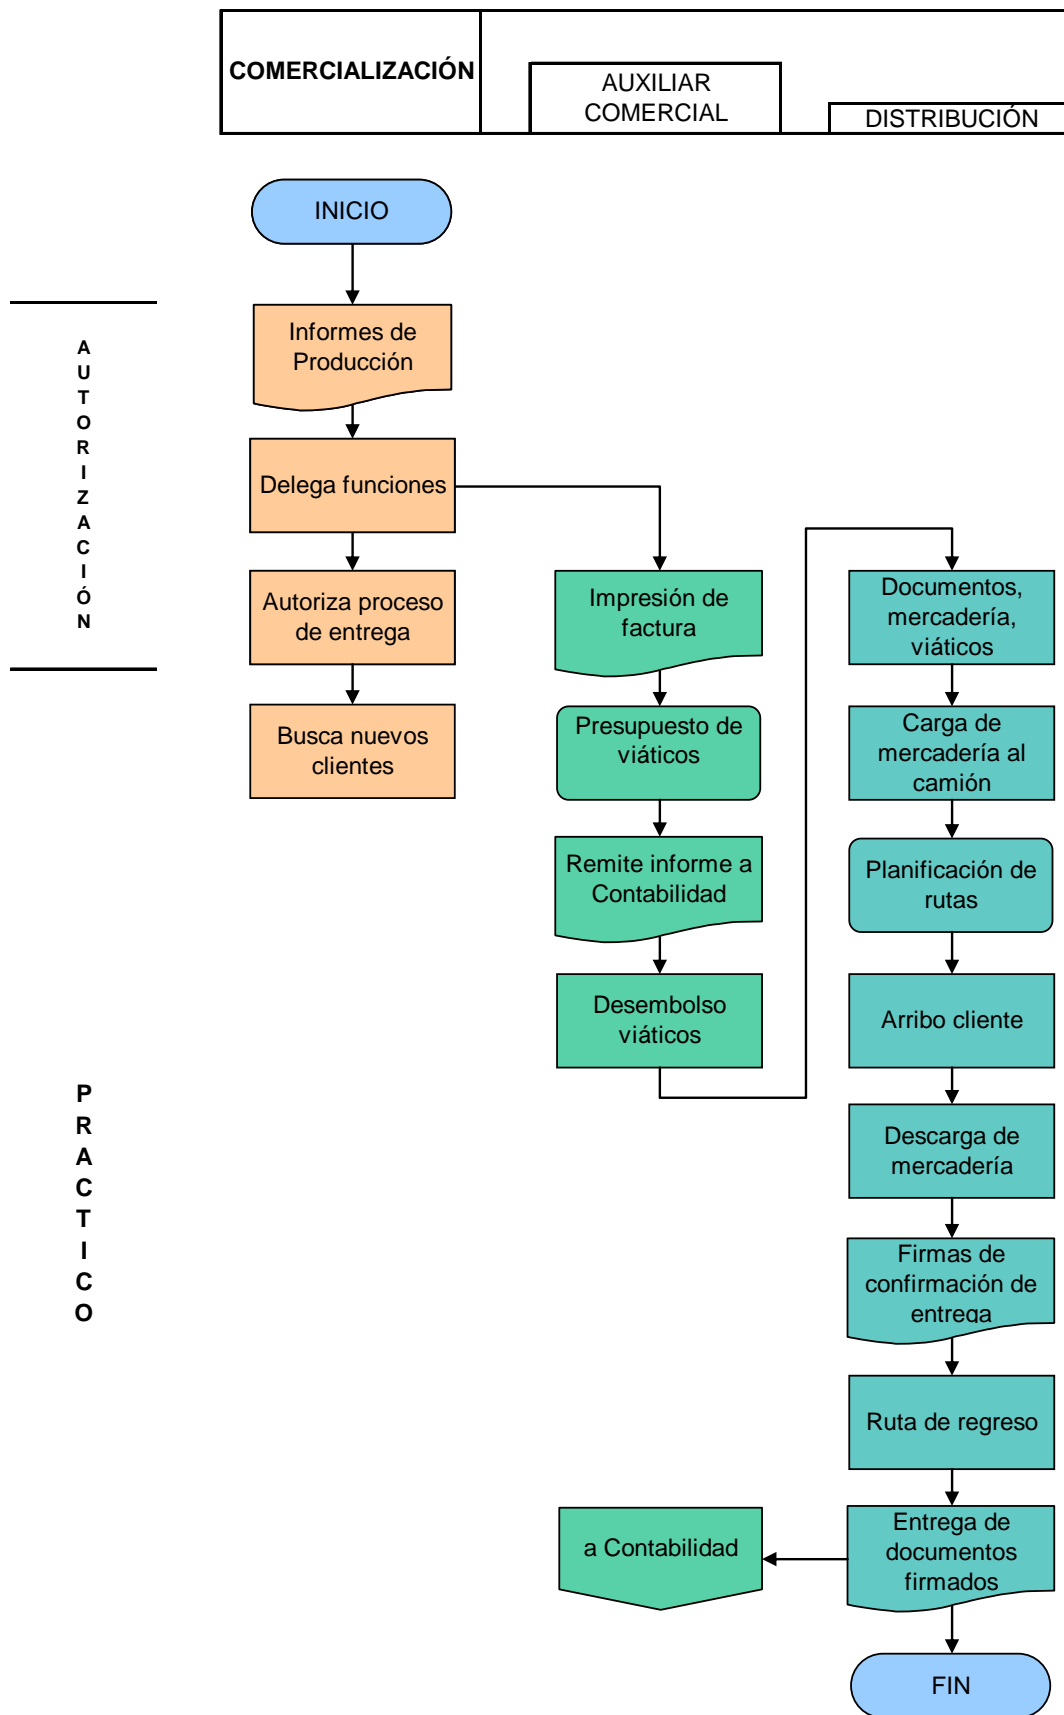 COMERCIALIZACIÓN
AUXILIAR
COMERCIAL
DISTRIBUCIÓN
INICIO
AUTORIZACIÓN
Informes de
Producción
Delega funciones
Autoriza proceso
de entrega
Busca nuevos
clientes
Impresión de
factura
Presupuesto de
viáticos
Remite informe a
Contabilidad
Desembolso
viáticos
Documentos,
mercadería,
viáticos
Carga de
mercadería al
camión
Planificación de
rutas
Arribo cliente
Descarga de
mercadería
PRACTICO
Firmas de
confirmación de
entrega
Ruta de regreso
Entrega de
documentos
firmados
a Contabilidad
FIN